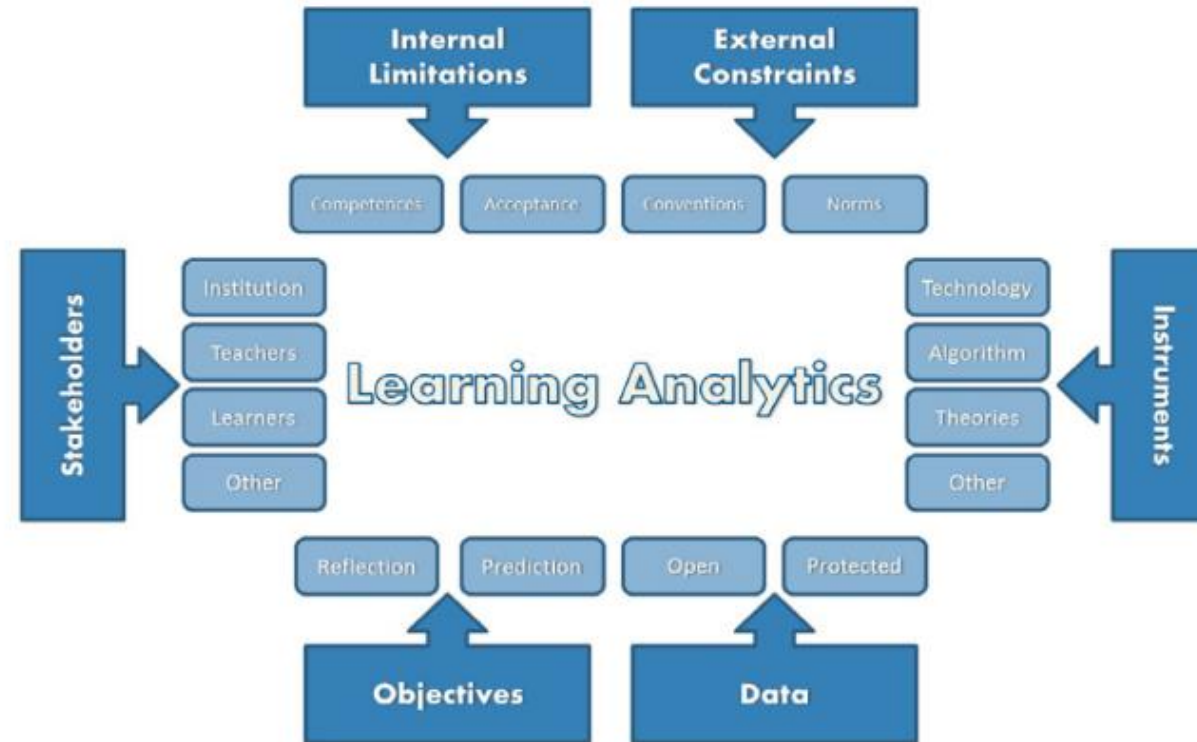 Internal
Limitations
External
Constraints
Competences
Acceptance
Conventions
Norms
Stakeholders
Institution
Teachers
Learners
Other
Learning Analytics
Technology
Algorithm
Theories
Other
Instruments
Reflection
Prediction
Open
Protected
Objectives
Data